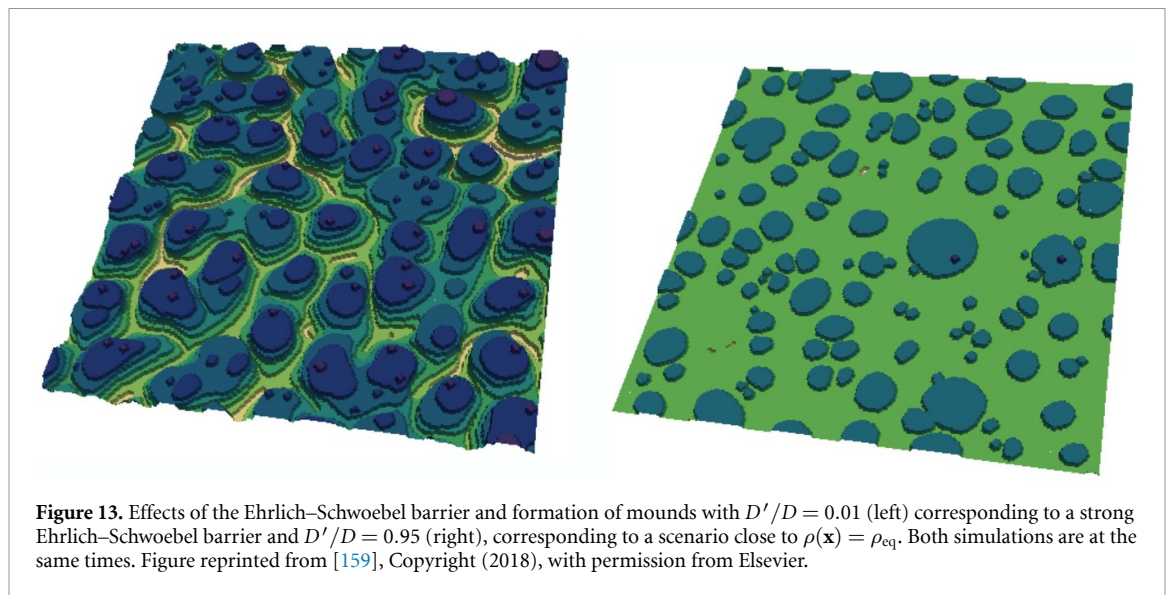 Figure 13. Effects of the Ehrlich–Schwoebel barrier and formation of mounds with D′/D = 0.01 (left) corresponding to a strong
Ehrlich–Schwoebel barrier and D′/D = 0.95 (right), corresponding to a scenario close to ρ(x) = ρeq. Both simulations are at the
same times. Figure reprinted from [159], Copyright (2018), with permission from Elsevier.